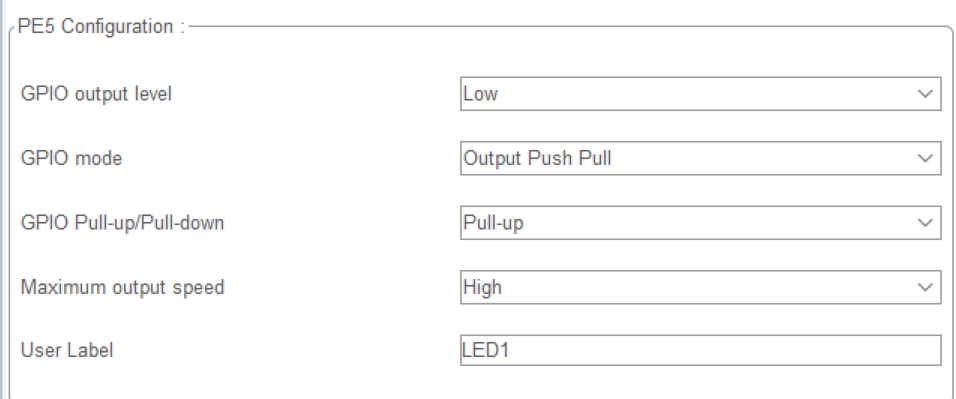 PE5 Configuration :
GPIO output level Low
GPIO mode Output Push Pull
GPIO Pull-up/Pull-down Pull-up
Maximum output speed High
User Label LED1